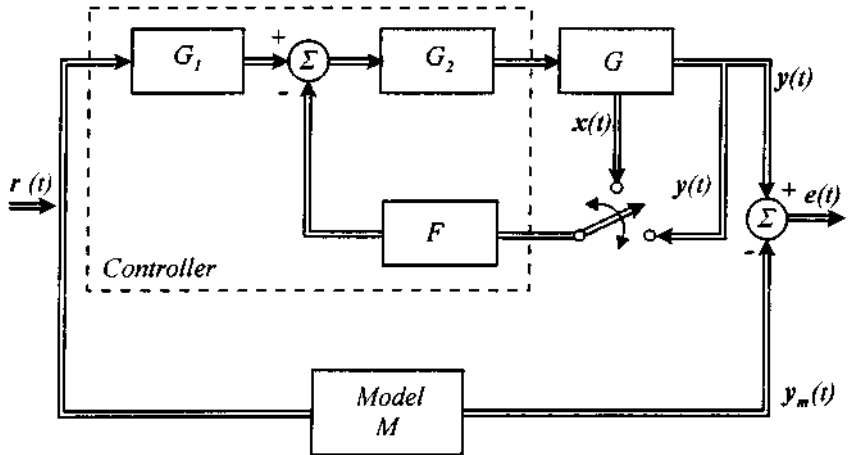 G₁
+
Σ
-
G₂
G
y(t)
x(t)
r (t)
y(t)
+
e(t)
Σ
-
F
Controller
Model
M
yₘ(t)